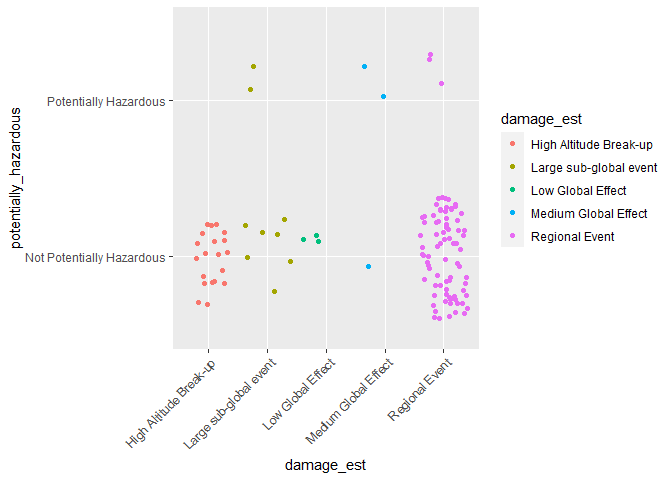 potentially_hazardous
Potentially Hazardous
Not Potentially Hazardous
High Altitude Break-up
Large sub-global event
Low Global Effect
Medium Global Effect
Regional Event
damage_est
damage_est
High Altitude Break-up
Large sub-global event
Low Global Effect
Medium Global Effect
Regional Event